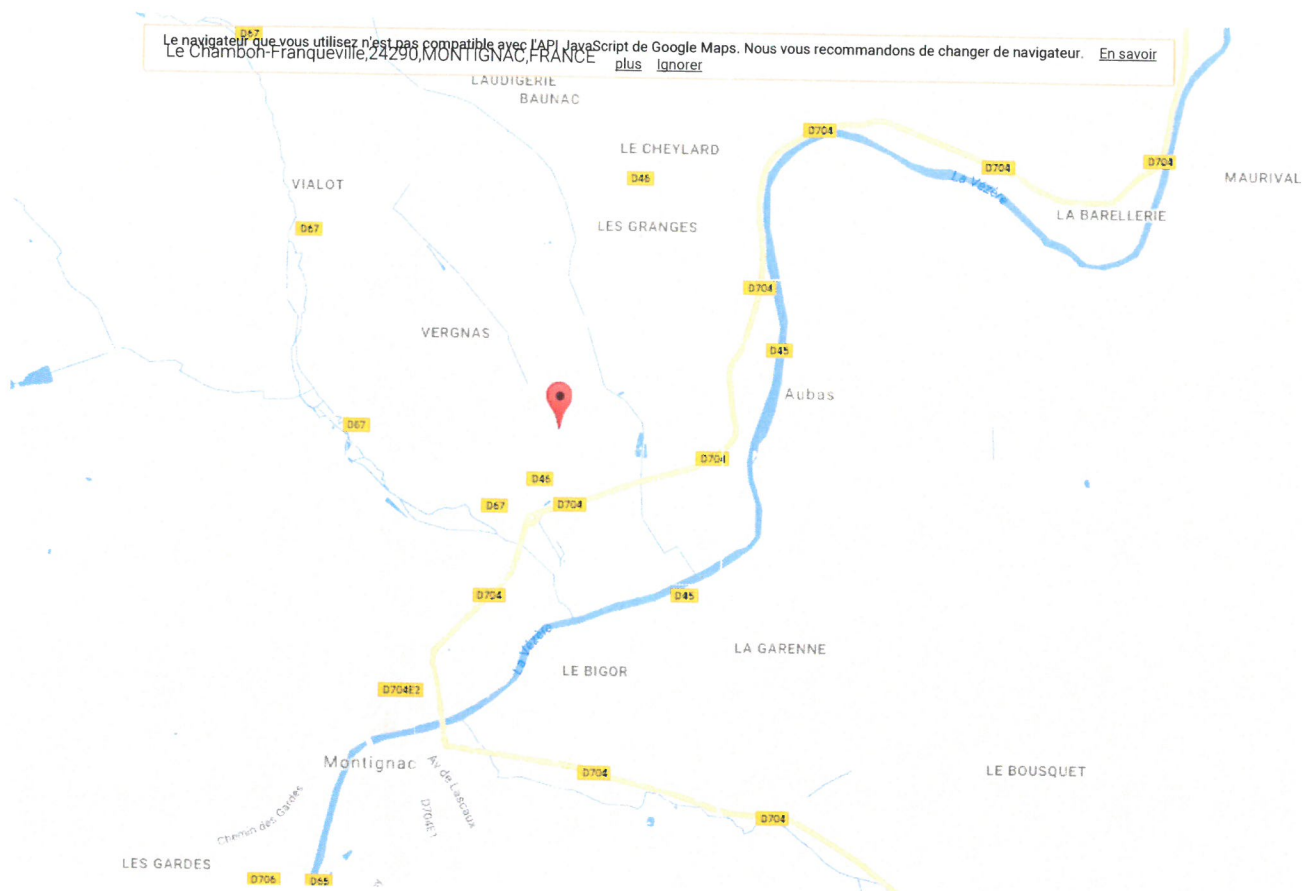 D67
Le navigateur que vous utilisez n'est pas compatible avec l'API JavaScript de Google Maps. Nous vous recommandons de changer de navigateur. En savoir
plus Ignorer
Le Chambon-Franqueville,24290,MONTIGNAC,FRANCE
LAUDIGERIE
BAUNAC
D704
LE CHEYLARD
D704
D704
D46
La Vézère
MAURIVAL
VIALOT
LA BARELLERIE
D67
LES GRANGES
D704
VERGNAS
D45
Aubas
D67
D704
D46
D67
D704
D704
D45
La Vézère
LA GARENNE
LE BIGOR
D704E2
Montignac
Av de Lascaux
D704
LE BOUSQUET
Chemin des Gardes
D704E1
D704
LES GARDES
D706
D65